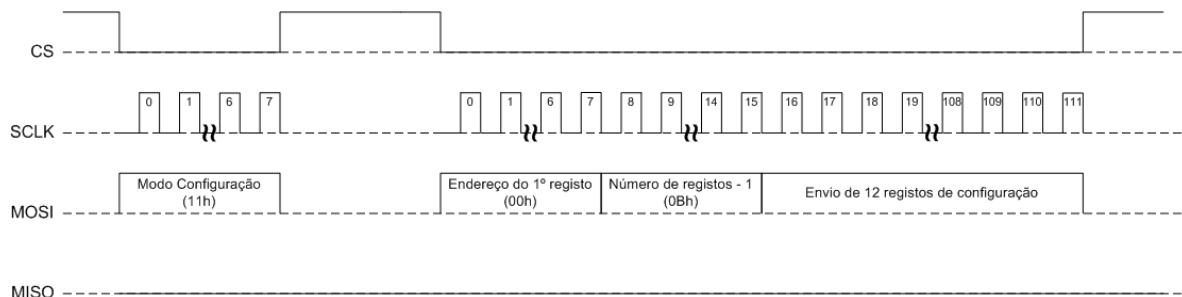 CS
0 1 6 7 0 1 6 7 8 9 14 15 16 17 18 19 108 109 110 111
SCLK
Modo Configuração
(11h)
Endereço do 1º registo
(00h)
Número de registos - 1
(0Bh)
Envio de 12 registos de configuração
MOSI
MISO